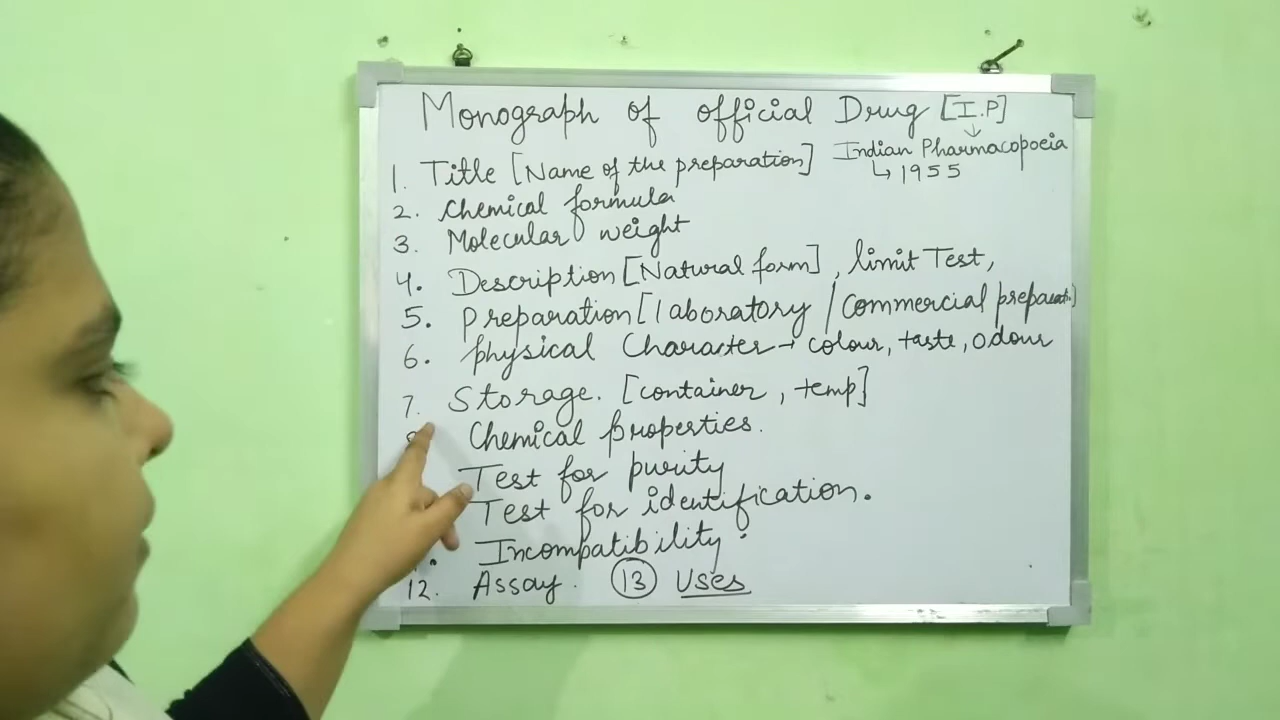 Monograph of official Drug [I.P]
↓
Indian Pharmacopoeia
↳ 1955
1. Title [Name of the preparation]
2. Chemical formula
3. Molecular weight
4. Description [Natural form], limit Test,
5. Preparation [laboratory / Commercial preparat.]
6. Physical Character → colour, taste, odour
7. Storage. [container, temp]
Chemical properties.
Test for purity
Test for identification.
Incompatibility.
12. Assay. 13 Uses